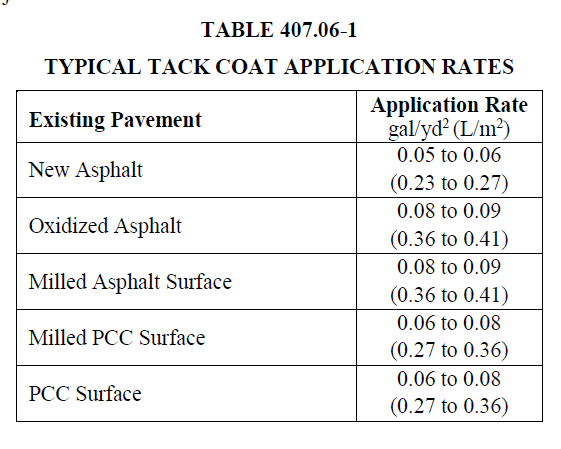 TABLE 407.06-1
TYPICAL TACK COAT APPLICATION RATES
Existing Pavement
Application Rate
gal/yd² (L/m²)
New Asphalt
0.05 to 0.06
(0.23 to 0.27)
Oxidized Asphalt
0.08 to 0.09
(0.36 to 0.41)
Milled Asphalt Surface
0.08 to 0.09
(0.36 to 0.41)
Milled PCC Surface
0.06 to 0.08
(0.27 to 0.36)
PCC Surface
0.06 to 0.08
(0.27 to 0.36)